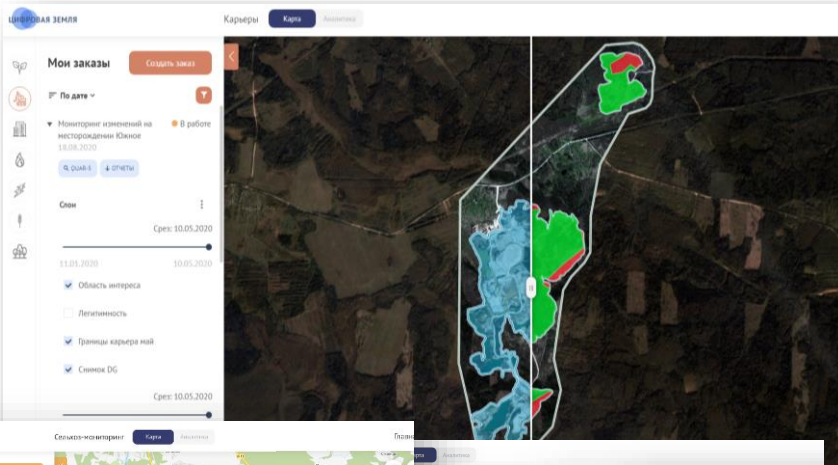 ЦИФРОВАЯ ЗЕМЛЯ
Карьеры
Карта
Аналитика
Мои заказы
Создать заказ
По дате
Мониторинг изменений на
месторождении Южное
18.08.2020
В работе
ОТЧЕТЫ
Слои
Срез: 10.05.2020
11.01.2020
10.05.2020
Область интереса
Легитимность
Границы карьера май
Снимок DG
Срез: 10.05.2020
Сельхоз-мониторинг
Карта
Аналитика
Аналитика